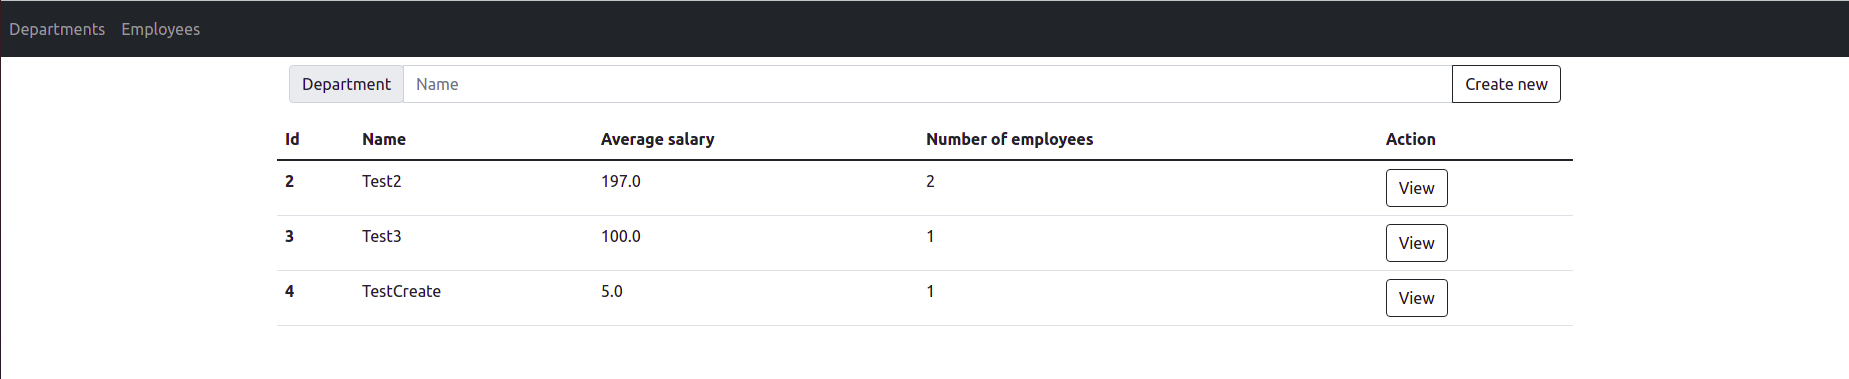 Departments Employees
Department Name Create new
Id Name Average salary Number of employees Action
2 Test2 197.0 2 View
3 Test3 100.0 1 View
4 TestCreate 5.0 1 View